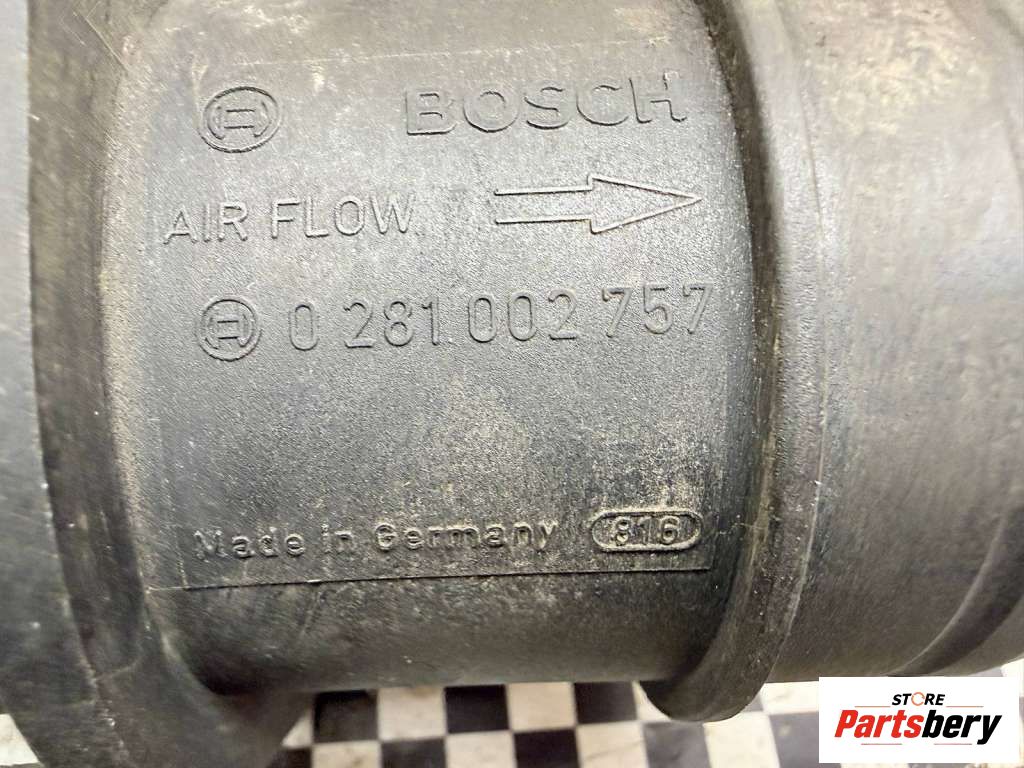 BOSCH
AIR FLOW
0 281 002 757
Made in Germany 816
STORE
Partsbery